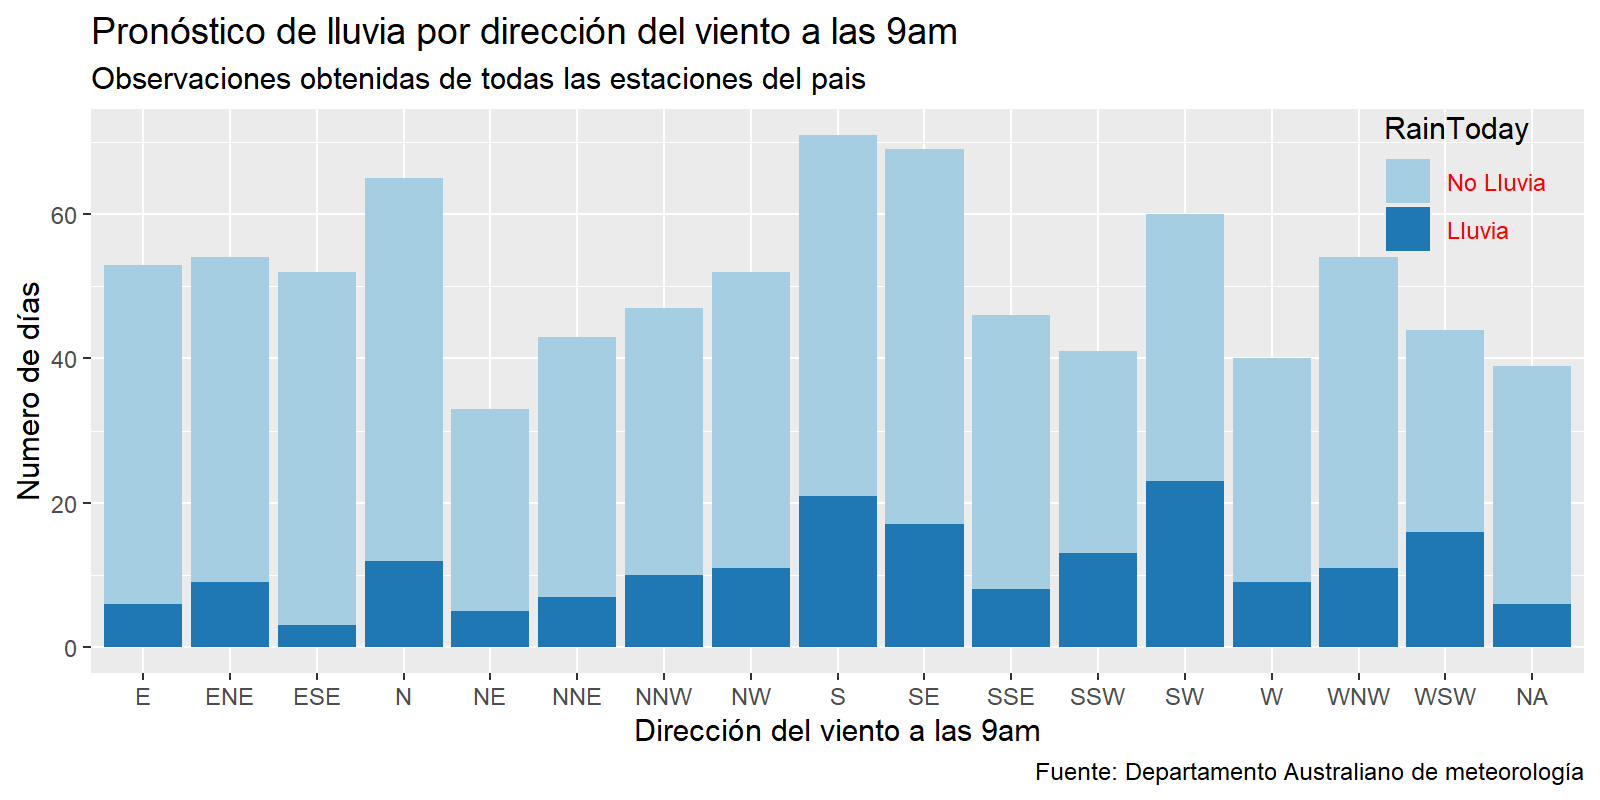 Pronóstico de lluvia por dirección del viento a las 9am
Observaciones obtenidas de todas las estaciones del pais
RainToday
No Lluvia
Lluvia
Numero de días
60
40
20
0
E ENE ESE N NE NNE NNW NW S SE SSE SSW SW W WNW WSW NA
Dirección del viento a las 9am
Fuente: Departamento Australiano de meteorología